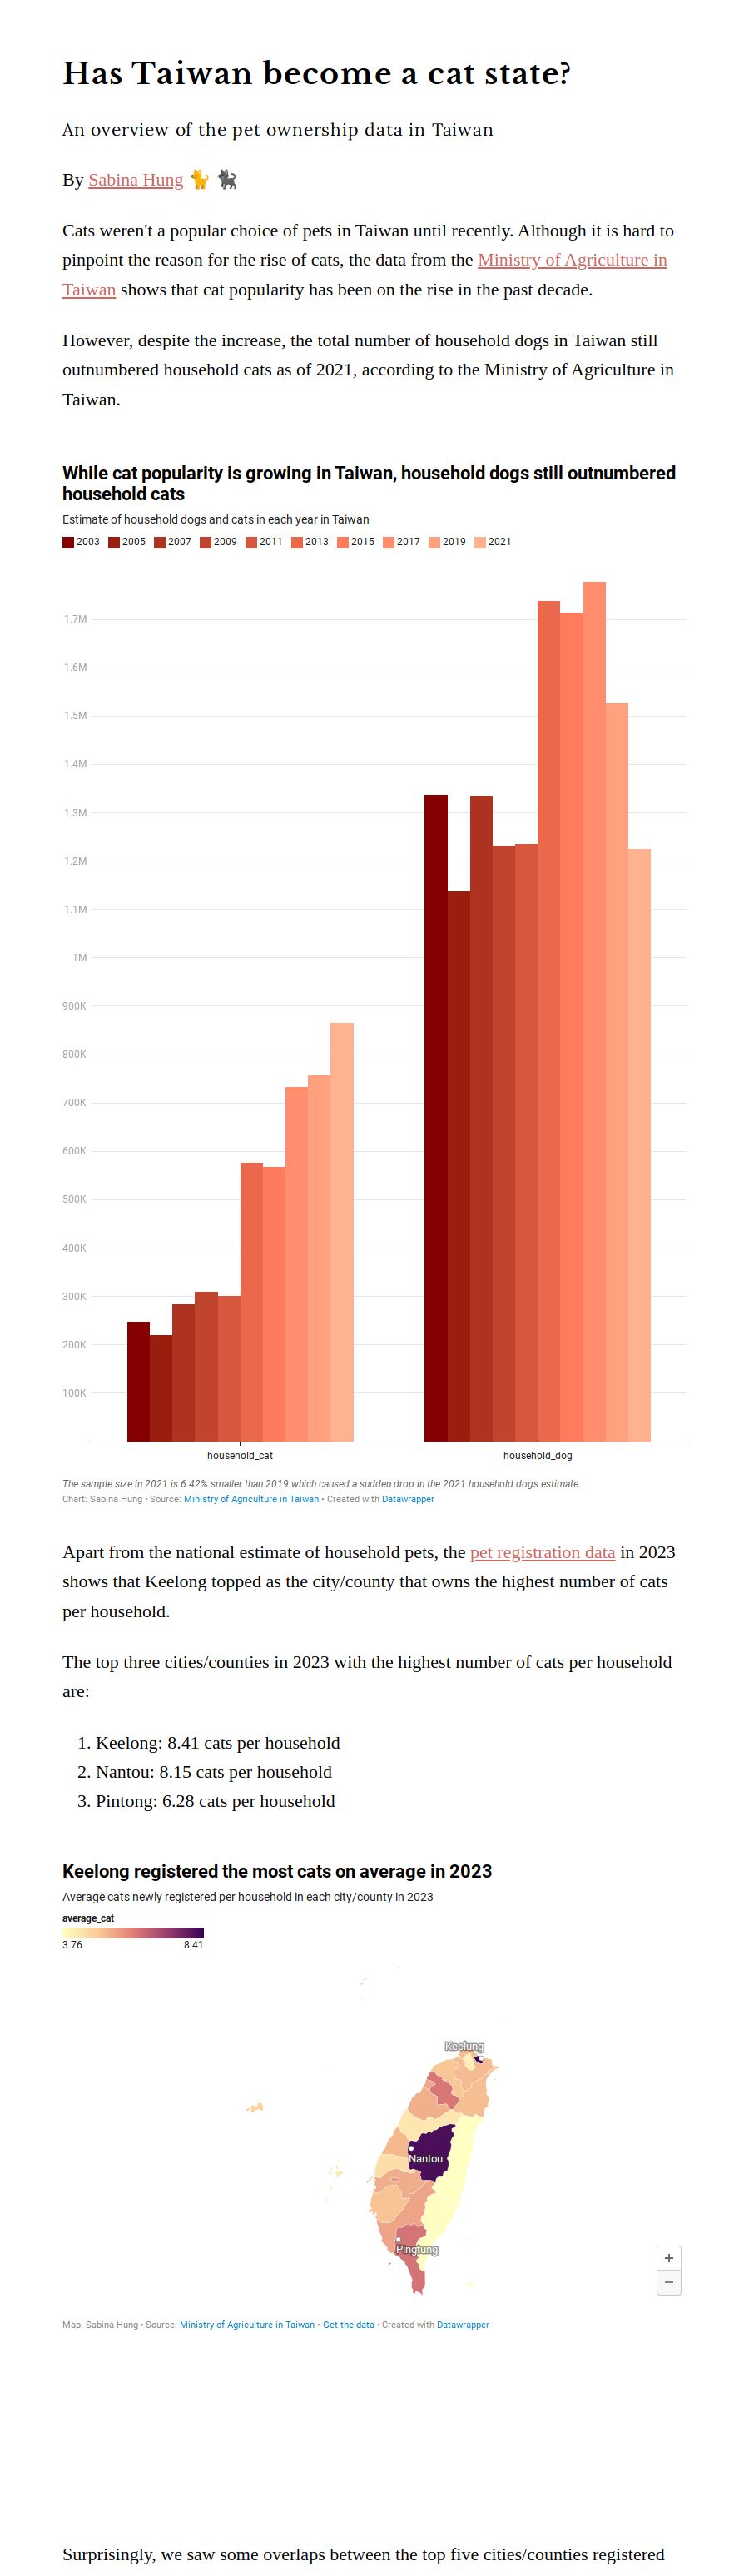 Has Taiwan become a cat state?
An overview of the pet ownership data in Taiwan
By Sabina Hung 🐈 🐈‍⬛
Cats weren't a popular choice of pets in Taiwan until recently. Although it is hard to
pinpoint the reason for the rise of cats, the data from the Ministry of Agriculture in
Taiwan shows that cat popularity has been on the rise in the past decade.
However, despite the increase, the total number of household dogs in Taiwan still
outnumbered household cats as of 2021, according to the Ministry of Agriculture in
Taiwan.
While cat popularity is growing in Taiwan, household dogs still outnumbered
household cats
Estimate of household dogs and cats in each year in Taiwan
2003 2005 2007 2009 2011 2013 2015 2017 2019 2021
1.7M
1.6M
1.5M
1.4M
1.3M
1.2M
1.1M
1M
900K
800K
700K
600K
500K
400K
300K
200K
100K
household_cat household_dog
The sample size in 2021 is 6.42% smaller than 2019 which caused a sudden drop in the 2021 household dogs estimate.
Chart: Sabina Hung • Source: Ministry of Agriculture in Taiwan • Created with Datawrapper
Apart from the national estimate of household pets, the pet registration data in 2023
shows that Keelong topped as the city/county that owns the highest number of cats
per household.
The top three cities/counties in 2023 with the highest number of cats per household
are:
1. Keelong: 8.41 cats per household
2. Nantou: 8.15 cats per household
3. Pintong: 6.28 cats per household
Keelong registered the most cats on average in 2023
Average cats newly registered per household in each city/county in 2023
average_cat
3.76 8.41
Keelung
Nantou
Pingtung
+
−
Map: Sabina Hung • Source: Ministry of Agriculture in Taiwan • Get the data • Created with Datawrapper
Surprisingly, we saw some overlaps between the top five cities/counties registered